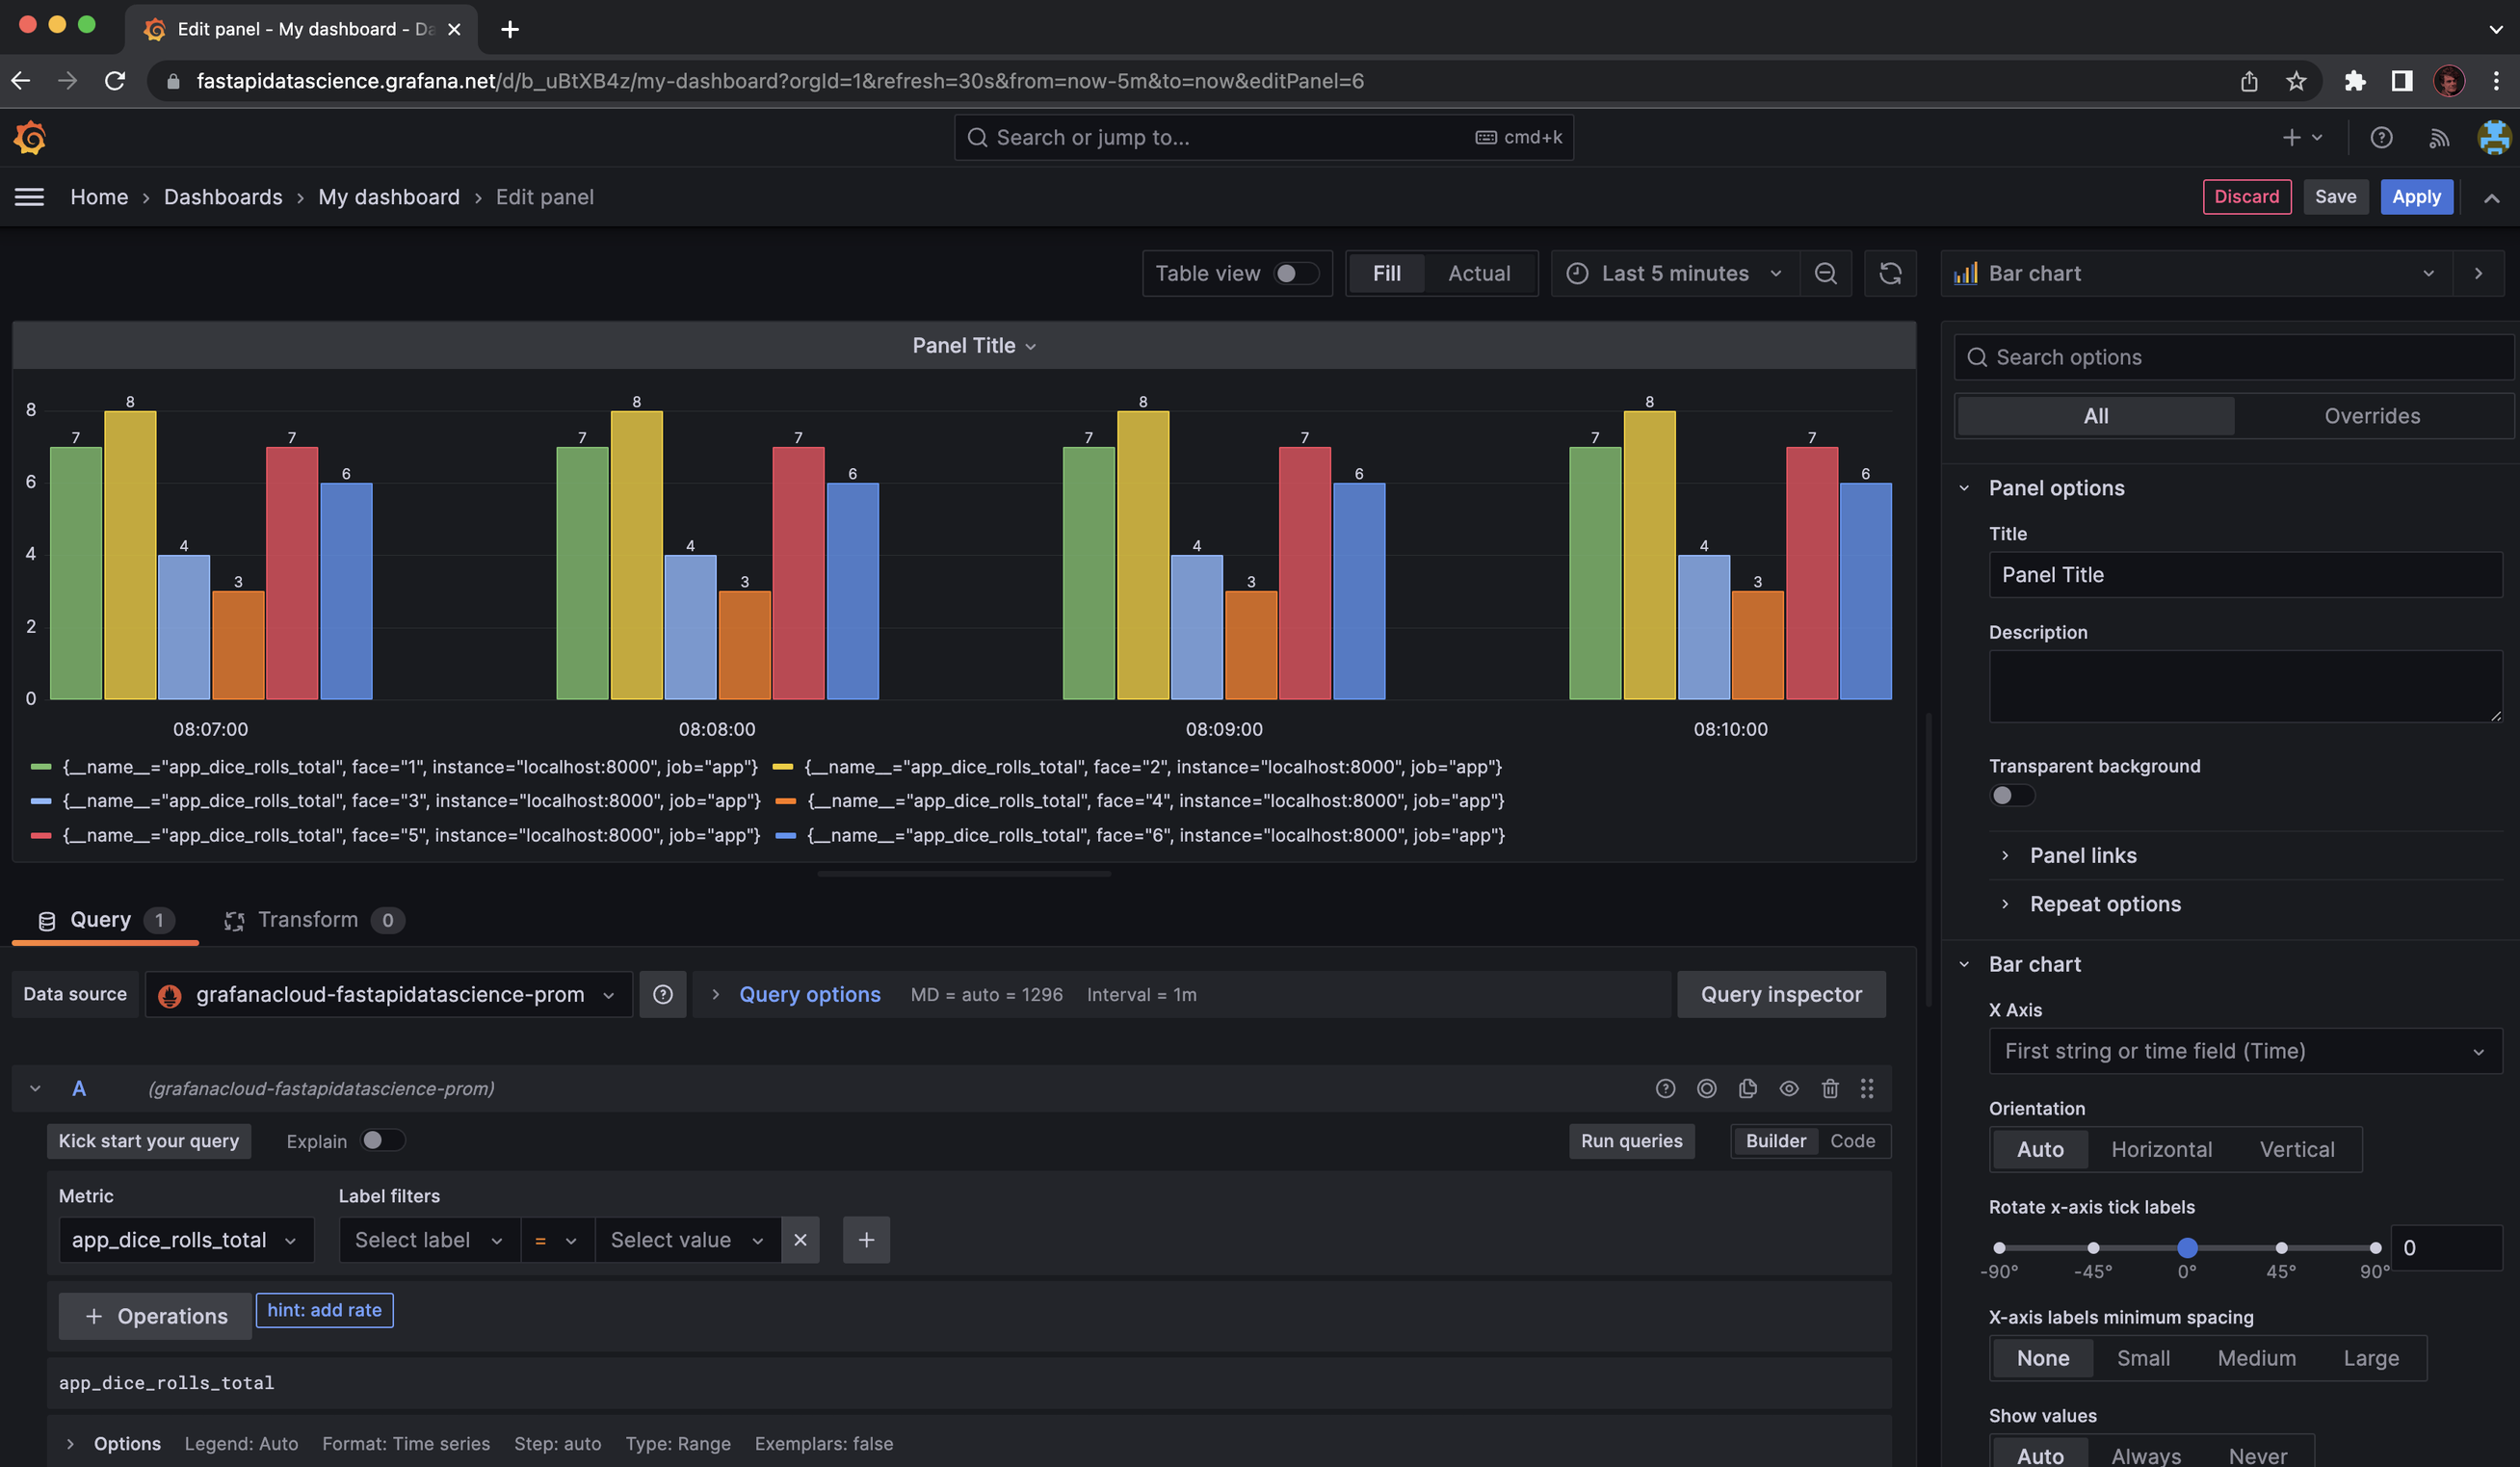 Edit panel - My dashboard - Da
fastapidatascience.grafana.net/d/b_uBtXB4z/my-dashboard?orgId=1&refresh=30s&from=now-5m&to=now&editPanel=6
Search or jump to... cmd+k
Home › Dashboards › My dashboard › Edit panel Discard Save Apply
Table view Fill Actual Last 5 minutes Bar chart
Panel Title
8 7 8 4 3 7 6 7 8 4 3 7 6 7 8 4 3 7 6 7 8 4 3 7 6
6
4
2
0
08:07:00 08:08:00 08:09:00 08:10:00
{__name__="app_dice_rolls_total", face="1", instance="localhost:8000", job="app"} {__name__="app_dice_rolls_total", face="2", instance="localhost:8000", job="app"}
{__name__="app_dice_rolls_total", face="3", instance="localhost:8000", job="app"} {__name__="app_dice_rolls_total", face="4", instance="localhost:8000", job="app"}
{__name__="app_dice_rolls_total", face="5", instance="localhost:8000", job="app"} {__name__="app_dice_rolls_total", face="6", instance="localhost:8000", job="app"}
Query 1 Transform 0
Data source grafanacloud-fastapidatascience-prom Query options MD = auto = 1296 Interval = 1m Query inspector
A (grafanacloud-fastapidatascience-prom)
Kick start your query Explain Run queries Builder Code
Metric Label filters
app_dice_rolls_total Select label = Select value
+ Operations hint: add rate
app_dice_rolls_total
Options Legend: Auto Format: Time series Step: auto Type: Range Exemplars: false
Search options
All Overrides
Panel options
Title
Panel Title
Description
Transparent background
Panel links
Repeat options
Bar chart
X Axis
First string or time field (Time)
Orientation
Auto Horizontal Vertical
Rotate x-axis tick labels
0
-90° -45° 0° 45° 90°
X-axis labels minimum spacing
None Small Medium Large
Show values
Auto Always Never